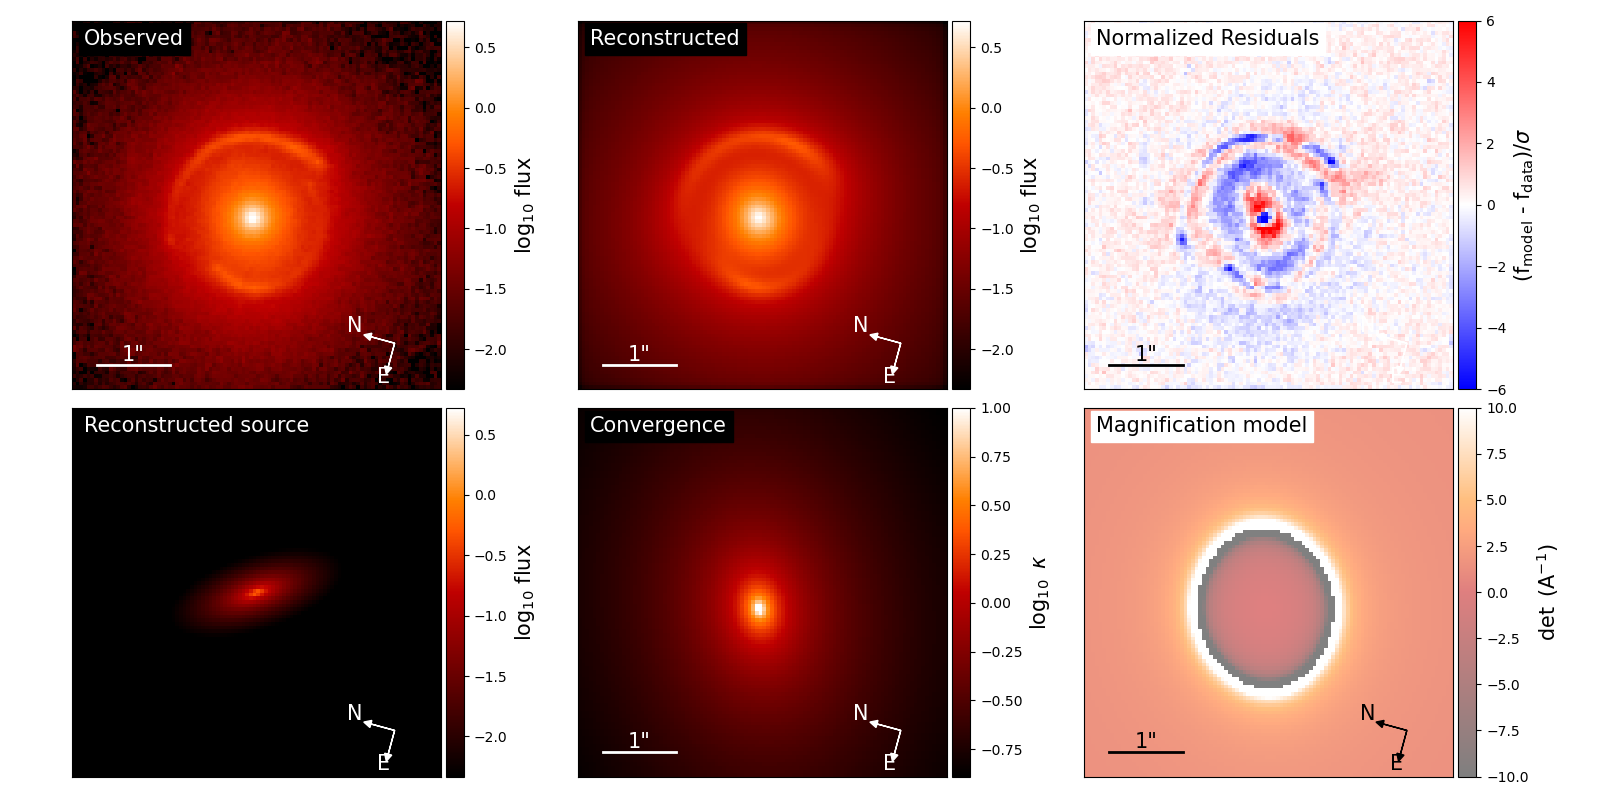 Observed
N
E
1"
0.5
0.0
−0.5
−1.0
−1.5
−2.0
log₁₀ flux
Reconstructed
N
E
1"
0.5
0.0
−0.5
−1.0
−1.5
−2.0
log₁₀ flux
Normalized Residuals
1"
6
4
2
0
−2
−4
−6
(f_model - f_data)/σ
Reconstructed source
N
E
0.5
0.0
−0.5
−1.0
−1.5
−2.0
log₁₀ flux
Convergence
N
E
1"
1.00
0.75
0.50
0.25
0.00
−0.25
−0.50
−0.75
log₁₀ κ
Magnification model
N
E
1"
10.0
7.5
5.0
2.5
0.0
−2.5
−5.0
−7.5
−10.0
det (A⁻¹)